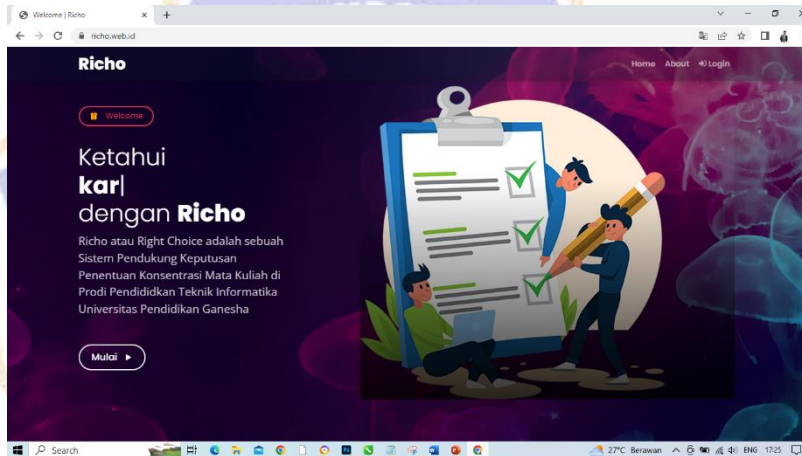 Welcome | Richo
richo.web.id
Richo
Home About Login
Welcome
Ketahui
kar
dengan Richo
Richo atau Right Choice adalah sebuah
Sistem Pendukung Keputusan
Penentuan Konsentrasi Mata Kuliah di
Prodi Pendididkan Teknik Informatika
Universitas Pendidikan Ganesha
Mulai
Search
27°C Berawan ENG 17:25